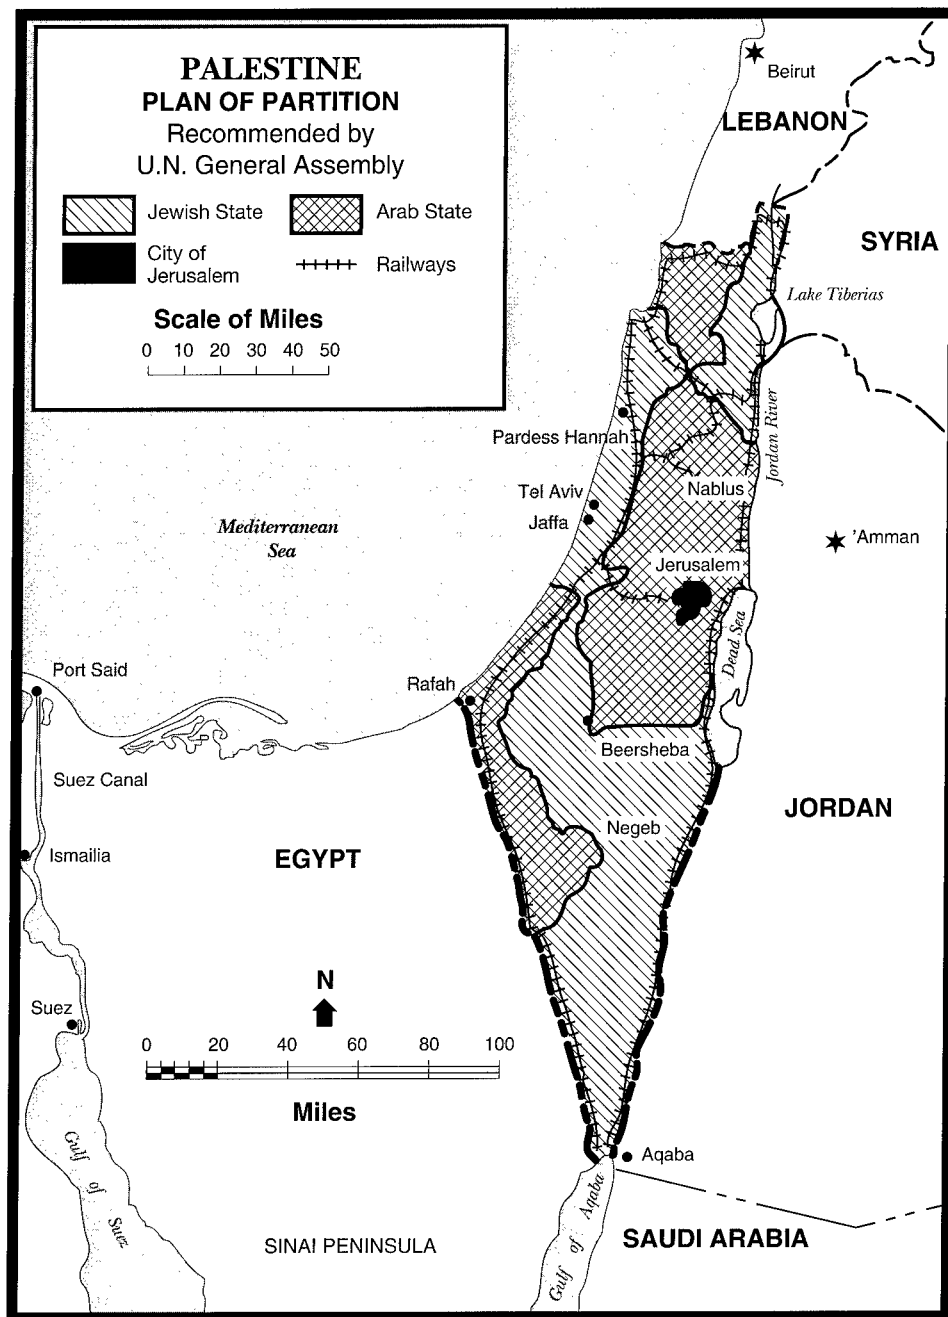 PALESTINE
PLAN OF PARTITION
Recommended by
U.N. General Assembly
Jewish State
Arab State
City of
Jerusalem
Railways
Scale of Miles
0 10 20 30 40 50
Beirut
LEBANON
SYRIA
Lake Tiberias
Jordan River
Pardess Hannah
Nablus
Tel Aviv
Jaffa
Mediterranean
Sea
'Amman
Jerusalem
Dead Sea
Port Said
Rafah
Beersheba
Suez Canal
JORDAN
Negeb
Ismailia
EGYPT
N
Suez
0 20 40 60 80 100
Miles
Gulf of Suez
Aqaba
Gulf of Aqaba
SINAI PENINSULA
SAUDI ARABIA